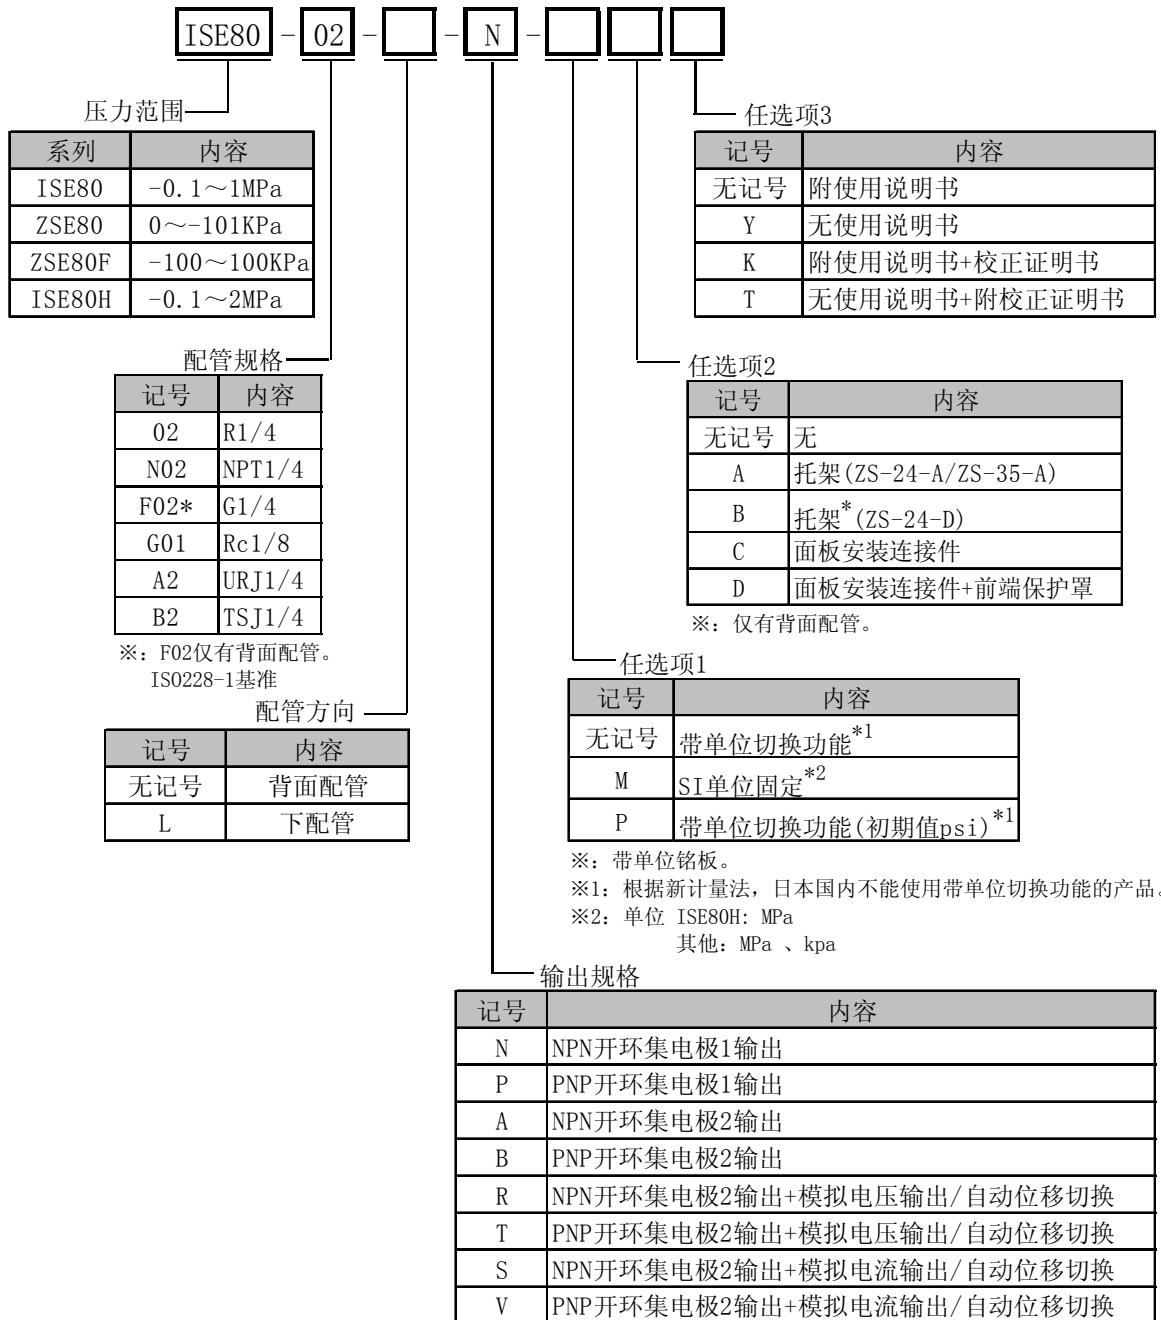 ISE80 - 02 - - N -
压力范围
系列 内容
ISE80 -0.1～1MPa
ZSE80 0～-101KPa
ZSE80F -100～100KPa
ISE80H -0.1～2MPa
任选项3
记号 内容
无记号 附使用说明书
Y 无使用说明书
K 附使用说明书+校正证明书
T 无使用说明书+附校正证明书
配管规格
记号 内容
02 R1/4
N02 NPT1/4
F02* G1/4
G01 Rc1/8
A2 URJ1/4
B2 TSJ1/4
※：F02仅有背面配管。
ISO228-1基准
任选项2
记号 内容
无记号 无
A 托架(ZS-24-A/ZS-35-A)
B 托架*(ZS-24-D)
C 面板安装连接件
D 面板安装连接件+前端保护罩
※：仅有背面配管。
配管方向
记号 内容
无记号 背面配管
L 下配管
任选项1
记号 内容
无记号 带单位切换功能*1
M SI单位固定*2
P 带单位切换功能(初期值psi)*1
※：带单位铭板。
※1：根据新计量法，日本国内不能使用带单位切换功能的产品。
※2：单位 ISE80H: MPa
其他：MPa 、kpa
输出规格
记号 内容
N NPN开环集电极1输出
P PNP开环集电极1输出
A NPN开环集电极2输出
B PNP开环集电极2输出
R NPN开环集电极2输出+模拟电压输出/自动位移切换
T PNP开环集电极2输出+模拟电压输出/自动位移切换
S NPN开环集电极2输出+模拟电流输出/自动位移切换
V PNP开环集电极2输出+模拟电流输出/自动位移切换